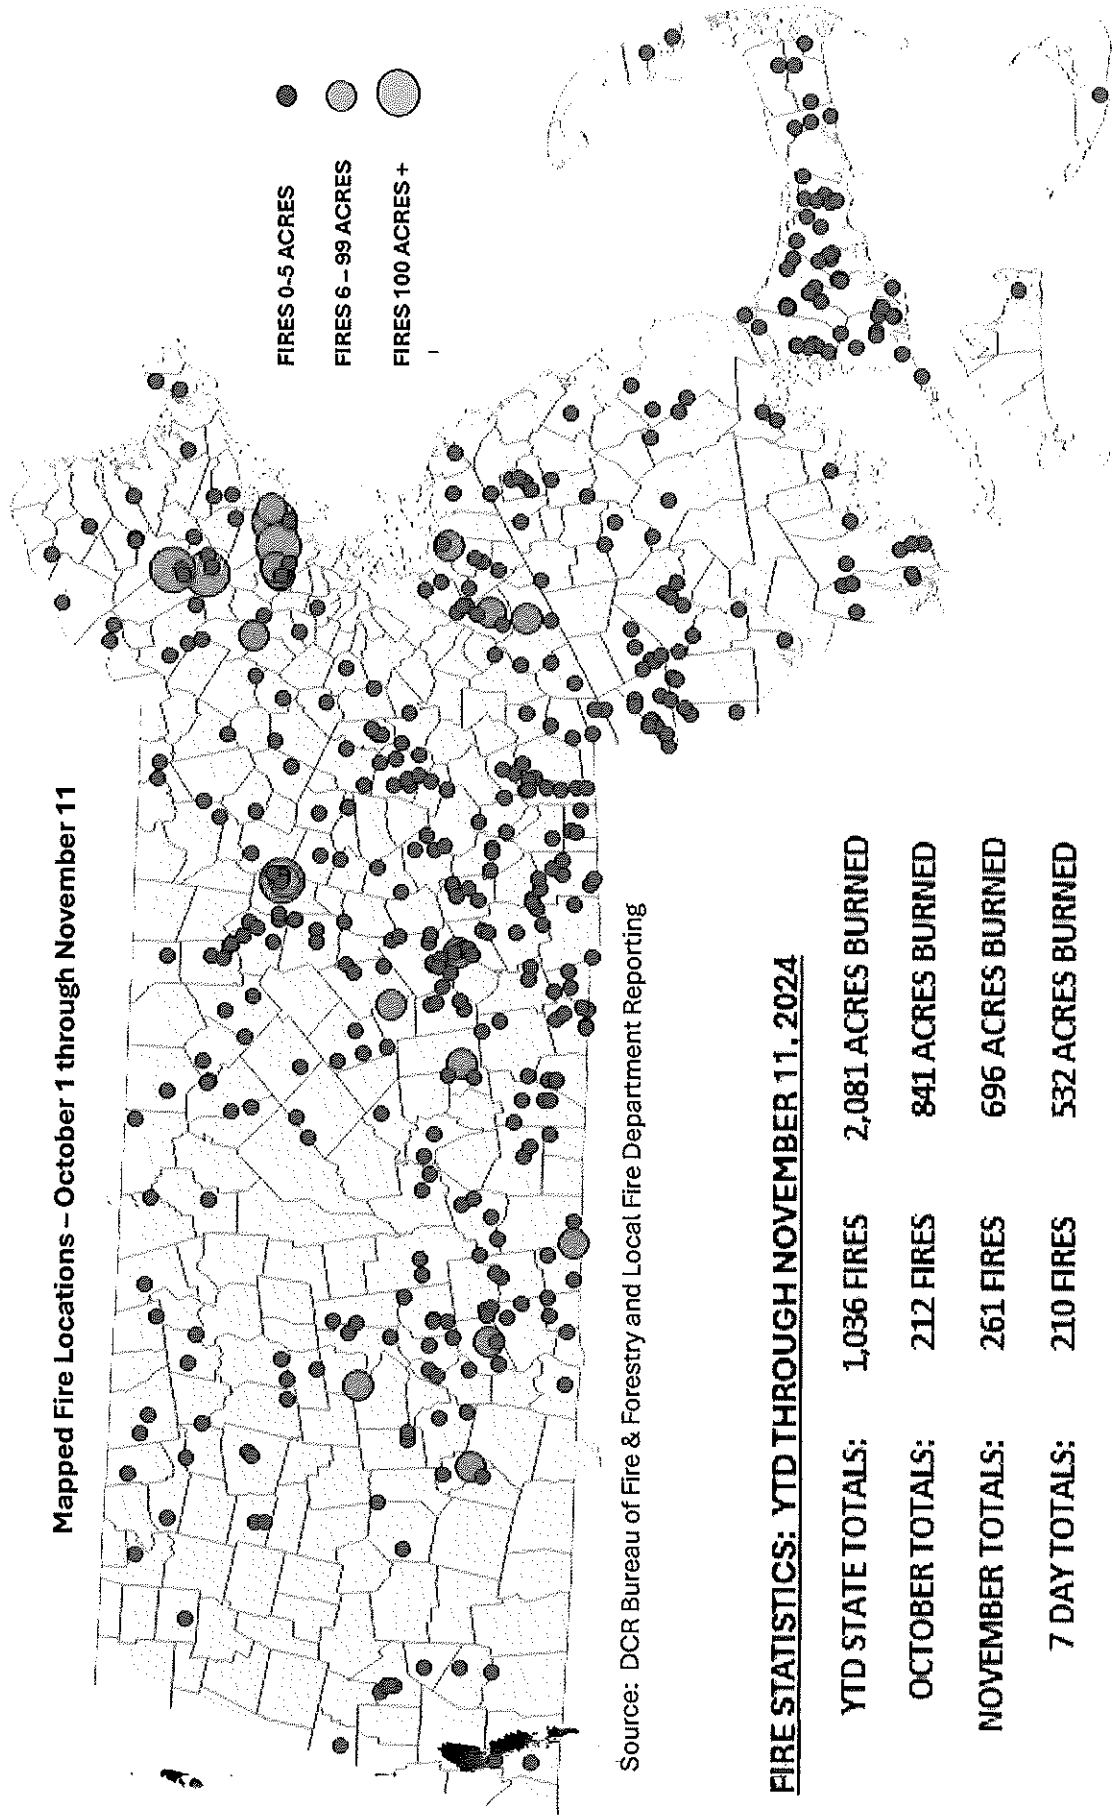 Mapped Fire Locations – October 1 through November 11
FIRES 0-5 ACRES
FIRES 6 – 99 ACRES
FIRES 100 ACRES +
Source: DCR Bureau of Fire & Forestry and Local Fire Department Reporting
FIRE STATISTICS: YTD THROUGH NOVEMBER 11, 2024
YTD STATE TOTALS: 1,036 FIRES 2,081 ACRES BURNED
OCTOBER TOTALS: 212 FIRES 841 ACRES BURNED
NOVEMBER TOTALS: 261 FIRES 696 ACRES BURNED
7 DAY TOTALS: 210 FIRES 532 ACRES BURNED